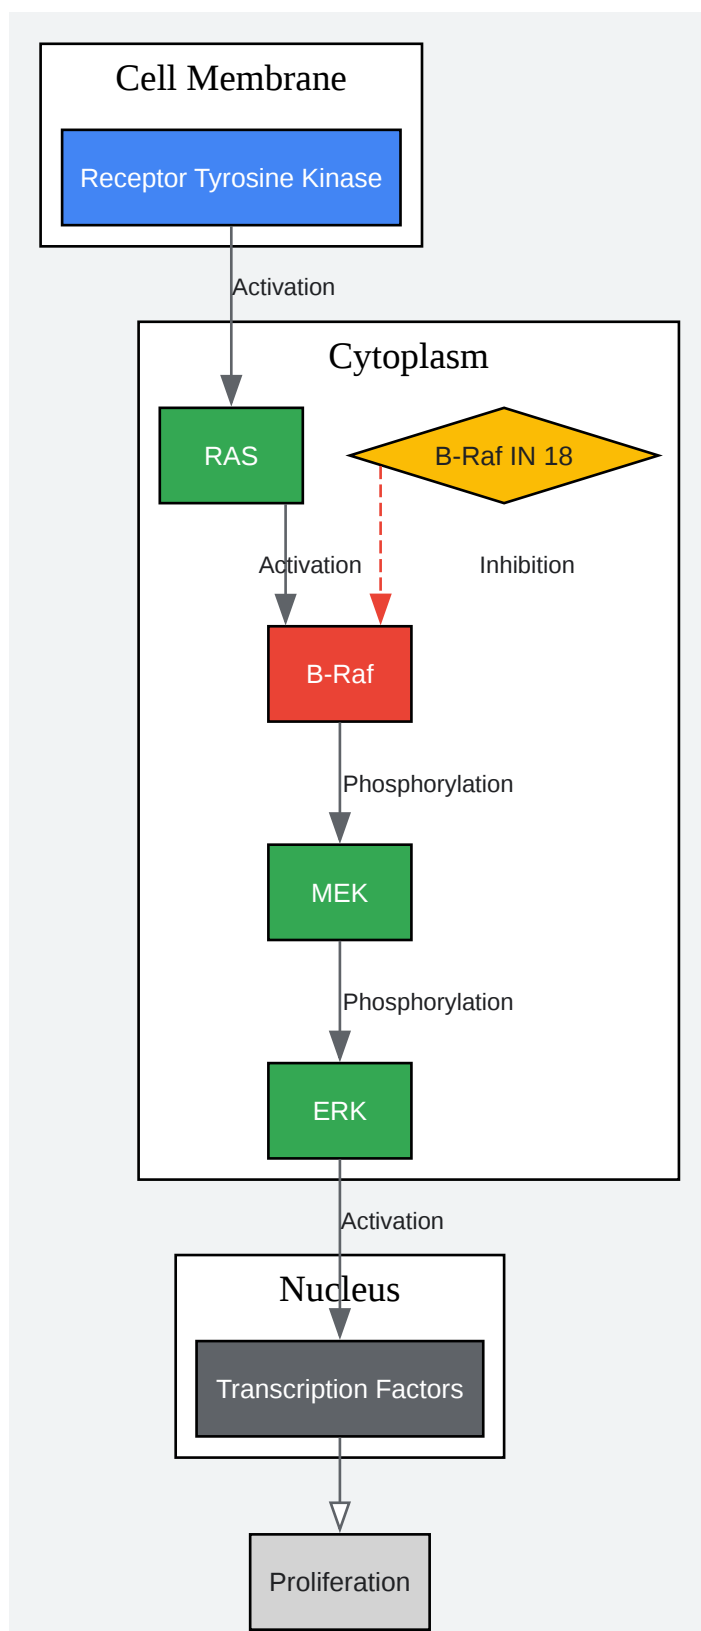 Cell Membrane
Receptor Tyrosine Kinase
Activation
Cytoplasm
RAS
B-Raf IN 18
Activation
Inhibition
B-Raf
Phosphorylation
MEK
Phosphorylation
ERK
Activation
Nucleus
Transcription Factors
Proliferation